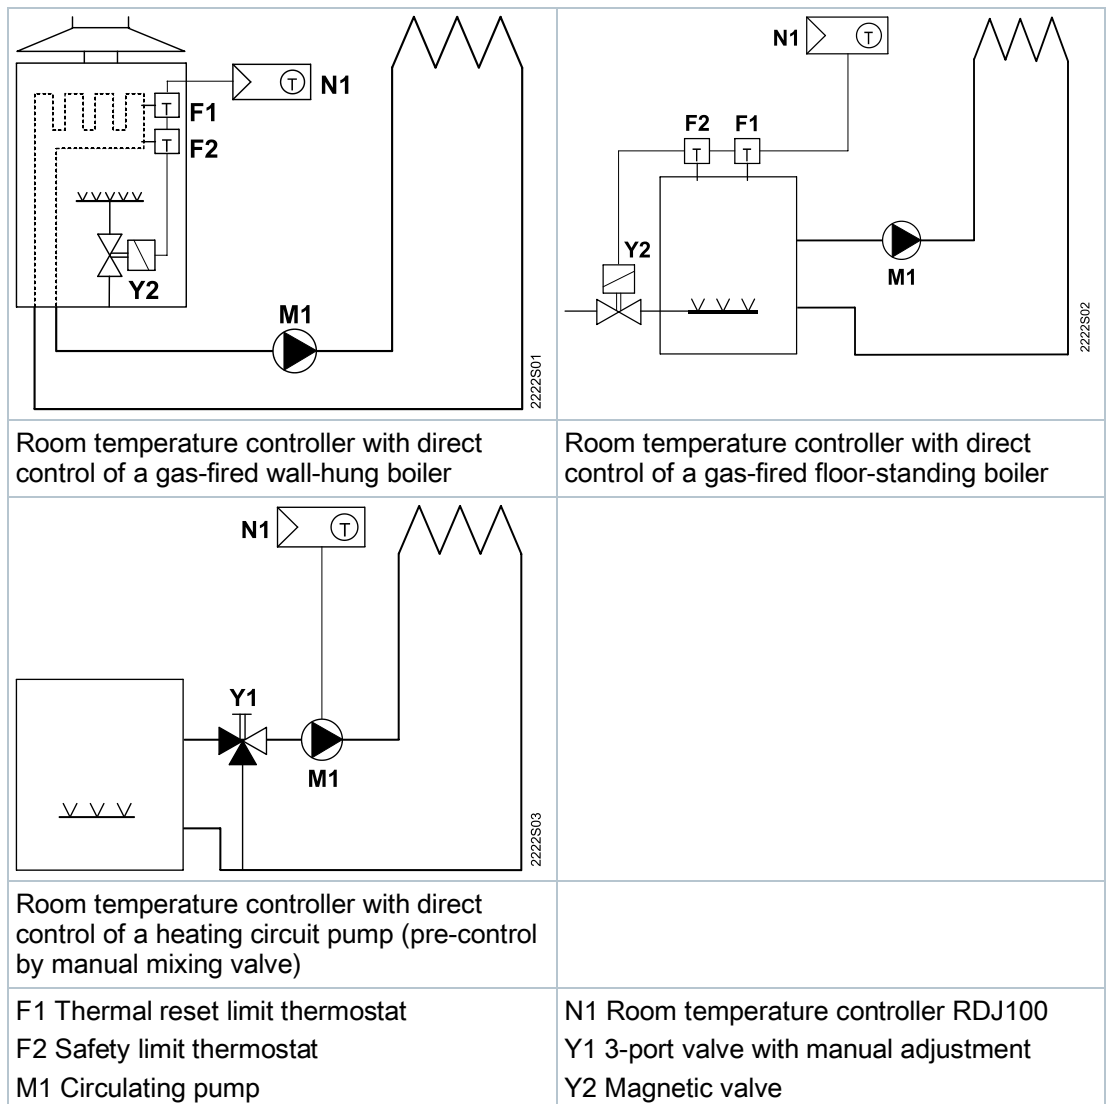 N1
T
T
F1
T
F2
Y2
M1
2222S01
N1
T
F2
F1
T
T
Y2
M1
2222S02
Room temperature controller with direct
control of a gas-fired wall-hung boiler
Room temperature controller with direct
control of a gas-fired floor-standing boiler
N1
T
Y1
M1
2222S03
Room temperature controller with direct
control of a heating circuit pump (pre-control
by manual mixing valve)
F1 Thermal reset limit thermostat
F2 Safety limit thermostat
M1 Circulating pump
N1 Room temperature controller RDJ100
Y1 3-port valve with manual adjustment
Y2 Magnetic valve